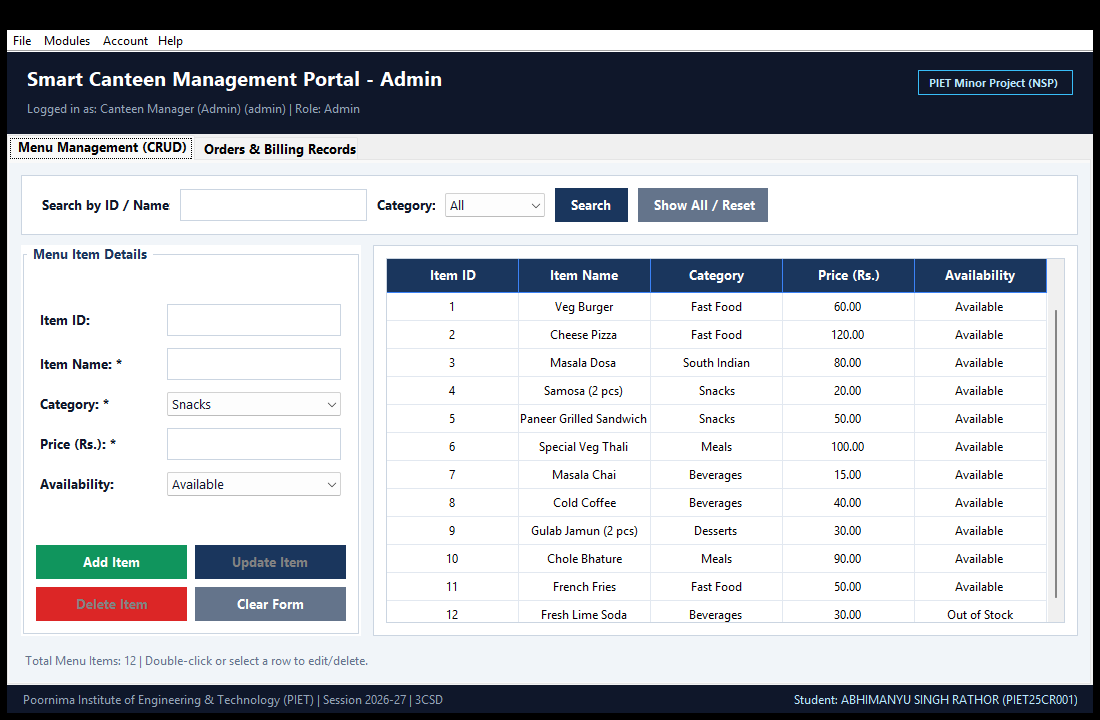 File Modules Account Help
Smart Canteen Management Portal - Admin
PIET Minor Project (NSP)
Logged in as: Canteen Manager (Admin) (admin) | Role: Admin
Menu Management (CRUD) Orders & Billing Records
Search by ID / Name Category: All Search Show All / Reset
Menu Item Details
Item ID:
Item Name: *
Category: * Snacks
Price (Rs.): *
Availability: Available
Add Item Update Item
Delete Item Clear Form
Item ID Item Name Category Price (Rs.) Availability
1 Veg Burger Fast Food 60.00 Available
2 Cheese Pizza Fast Food 120.00 Available
3 Masala Dosa South Indian 80.00 Available
4 Samosa (2 pcs) Snacks 20.00 Available
5 Paneer Grilled Sandwich Snacks 50.00 Available
6 Special Veg Thali Meals 100.00 Available
7 Masala Chai Beverages 15.00 Available
8 Cold Coffee Beverages 40.00 Available
9 Gulab Jamun (2 pcs) Desserts 30.00 Available
10 Chole Bhature Meals 90.00 Available
11 French Fries Fast Food 50.00 Available
12 Fresh Lime Soda Beverages 30.00 Out of Stock
Total Menu Items: 12 | Double-click or select a row to edit/delete.
Poornima Institute of Engineering & Technology (PIET) | Session 2026-27 | 3CSD
Student: ABHIMANYU SINGH RATHOR (PIET25CR001)